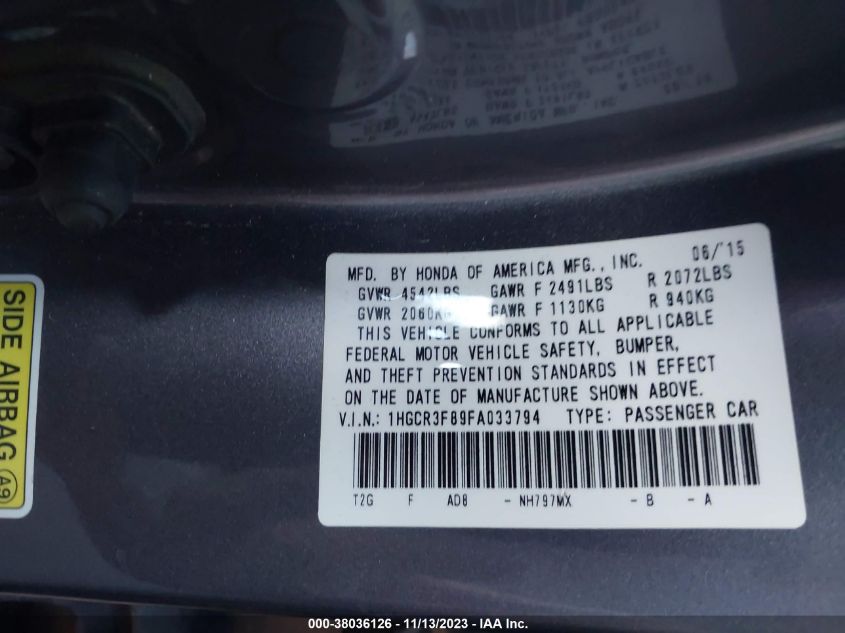 MFD. BY HONDA OF AMERICA MFG., INC. 06/'15
GVWR 4542LBS GAWR F 2491LBS R 2072LBS
GVWR 2060KG GAWR F 1130KG R 940KG
THIS VEHICLE CONFORMS TO ALL APPLICABLE
FEDERAL MOTOR VEHICLE SAFETY, BUMPER,
AND THEFT PREVENTION STANDARDS IN EFFECT
ON THE DATE OF MANUFACTURE SHOWN ABOVE.
V.I.N.: 1HGCR3F89FA033794 TYPE: PASSENGER CAR
T2G F AD8 - NH797MX - B - A
SIDE AIRBAG A9
000-38036126 - 11/13/2023 - IAA Inc.